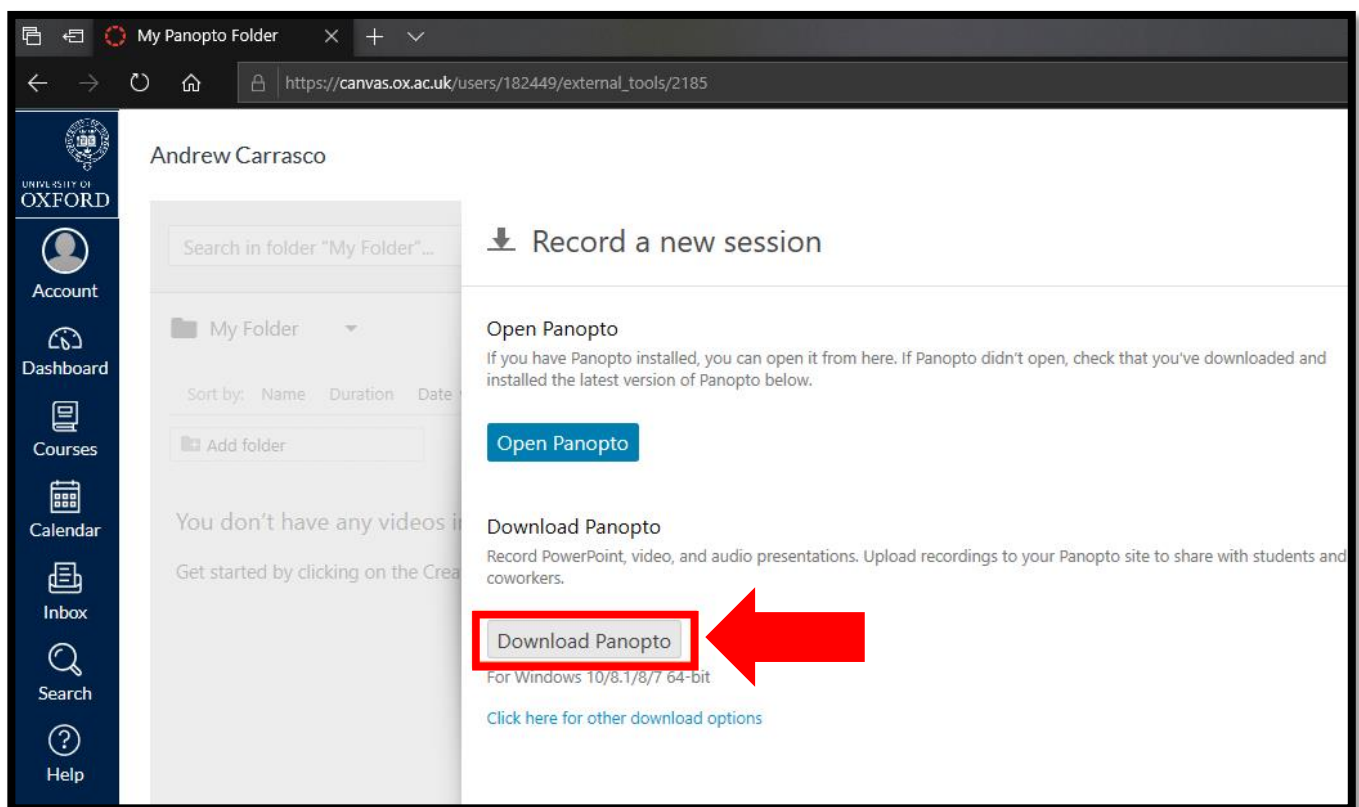 My Panopto Folder
https://canvas.ox.ac.uk/users/182449/external_tools/2185
UNIVERSITY OF
OXFORD
Account
Dashboard
Courses
Calendar
Inbox
Search
Help
Andrew Carrasco
Search in folder "My Folder"...
My Folder
Sort by: Name Duration Date
Add folder
You don't have any videos i
Get started by clicking on the Crea
Record a new session
Open Panopto
If you have Panopto installed, you can open it from here. If Panopto didn't open, check that you've downloaded and
installed the latest version of Panopto below.
Open Panopto
Download Panopto
Record PowerPoint, video, and audio presentations. Upload recordings to your Panopto site to share with students and
coworkers.
Download Panopto
For Windows 10/8.1/8/7 64-bit
Click here for other download options